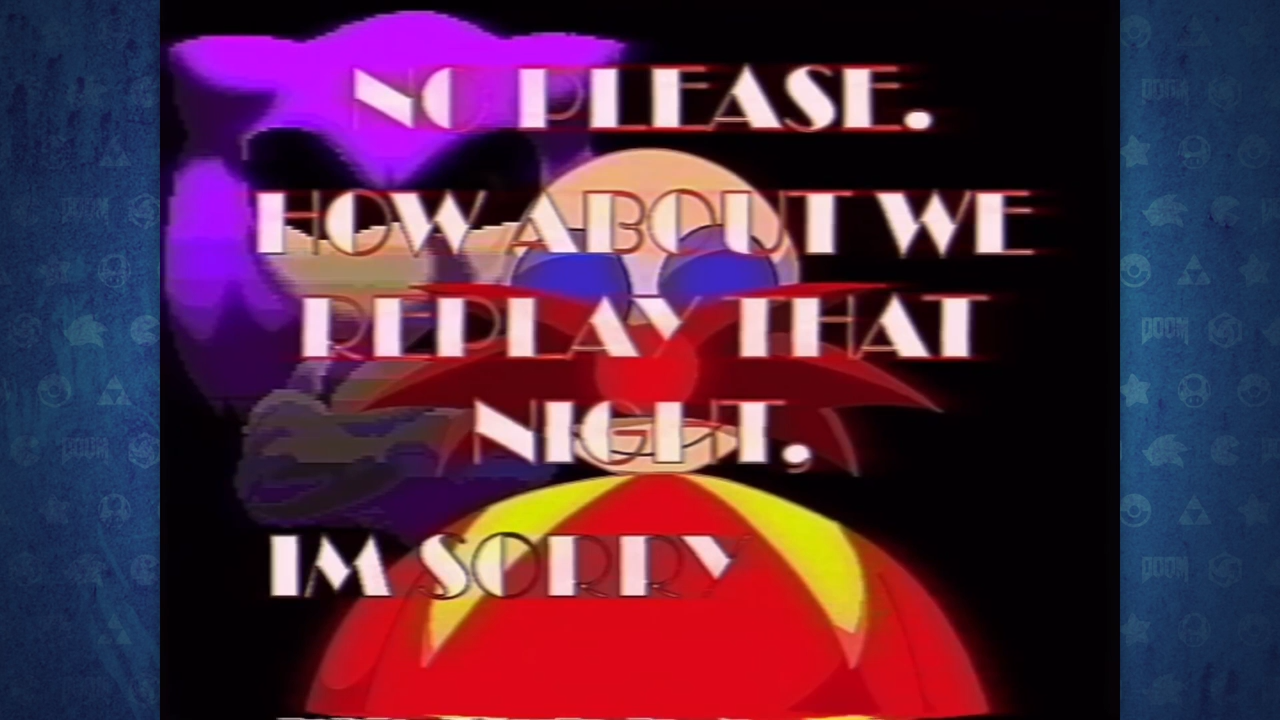 NO PLEASE.
HOW ABOUT WE
REPLAY THAT
NIGHT,
IM SORRY